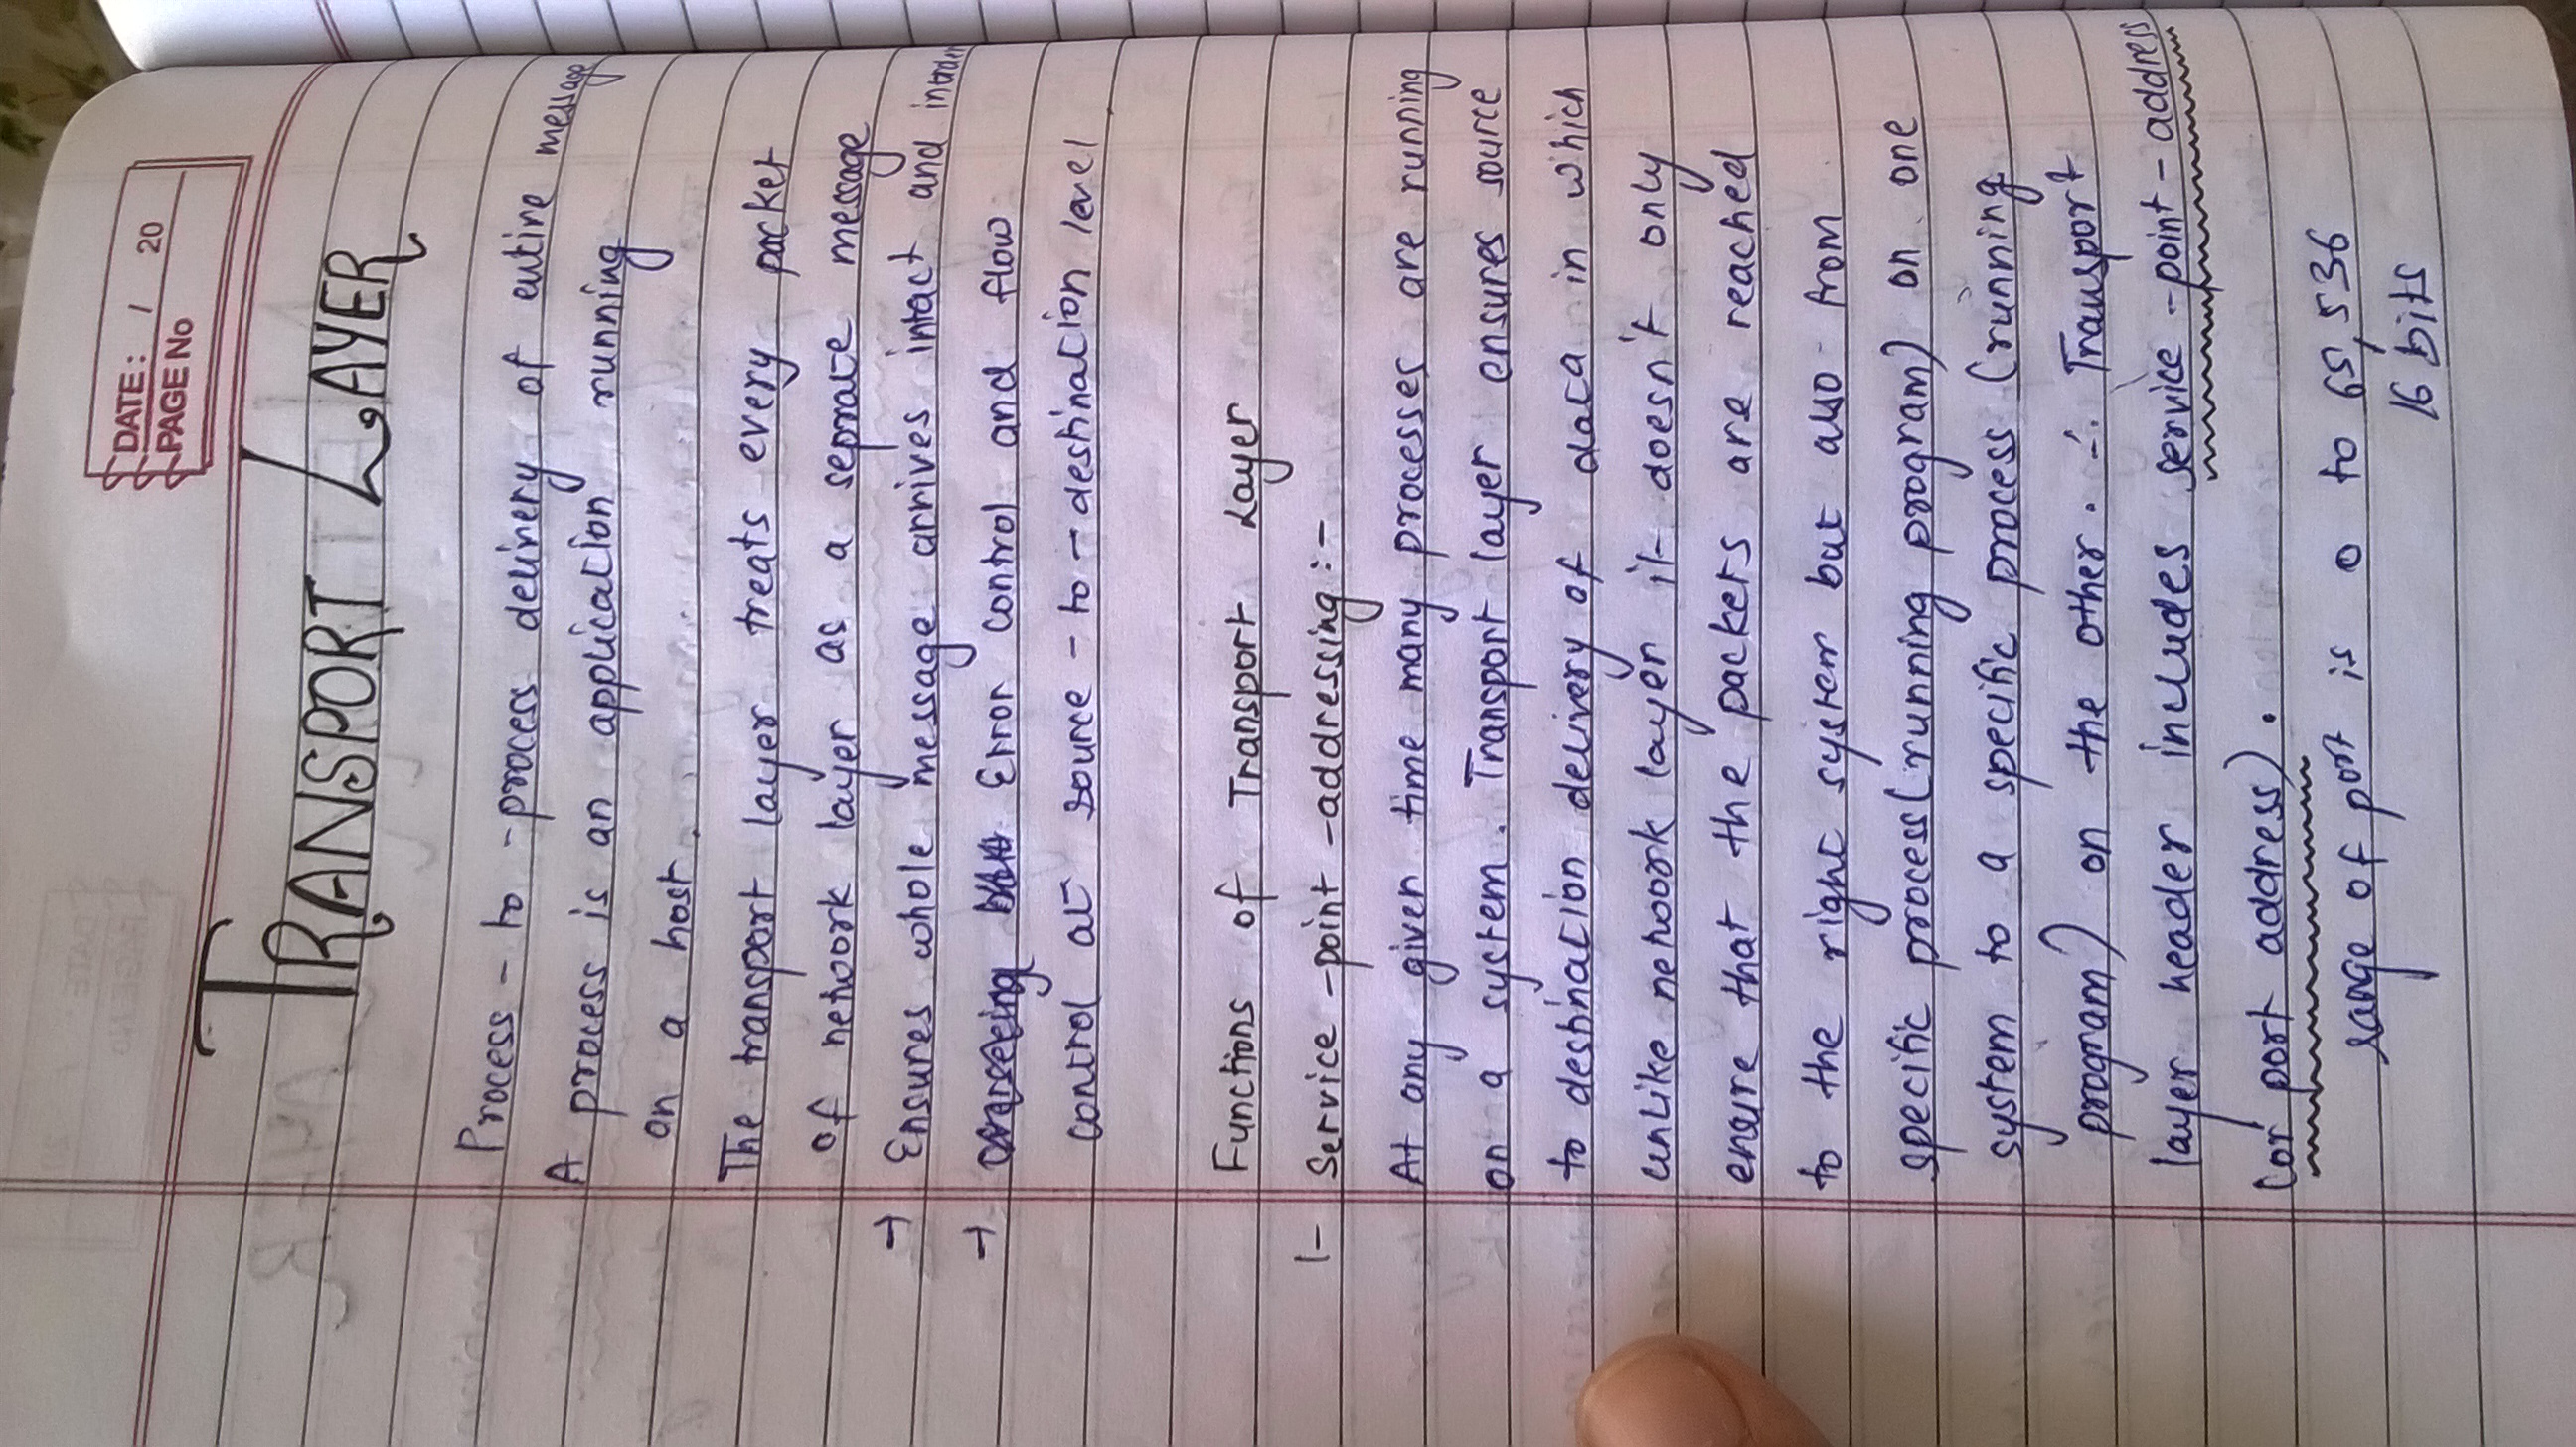 DATE: / 20
PAGE No
TRANSPORT LAYER
Process - to - process delivery of entire message
A process is an application running
on a host.
The transport layer treats every packet
of network layer as a seprate message
→ Ensures whole message arrives intact and inorder
→ Error control and flow
control at source - to - destination level
Functions of Transport Layer
1- Service -point -addressing :-
At any given time many processes are running
on a system. Transport layer ensures source
to destination delivery of data in which
unlike network layer it doesn't only
ensure that the packets are reached
to the right system but also from
specific process(running program) on one
system to a specific process (running
program) on the other. ∴ Transport
layer header includes service -point - address
(or port address).
range of port is 0 to 65,536
16 bits